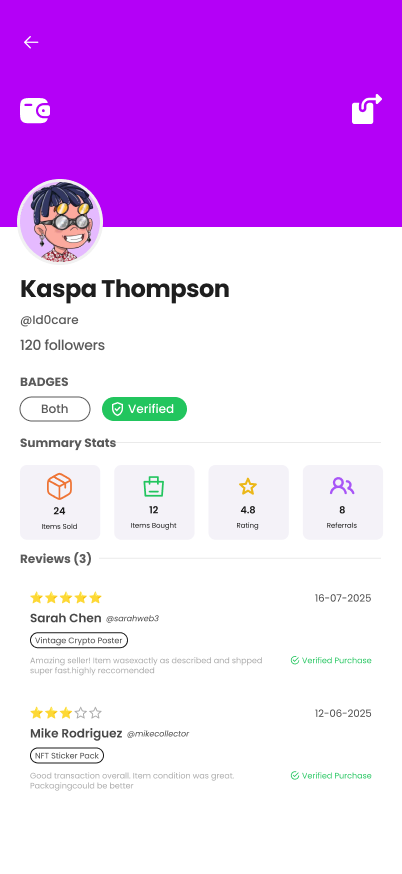 Kaspa Thompson
@Id0care
120 followers
BADGES
Both
Verified
Summary Stats
24
Items Sold
12
Items Bought
4.8
Rating
8
Referrals
Reviews (3)
16-07-2025
Sarah Chen @sarahweb3
Vintage Crypto Poster
Amazing seller! Item wasexactly as described and shpped
super fast.highly reccomended
Verified Purchase
12-06-2025
Mike Rodriguez @mikecollector
NFT Sticker Pack
Good transaction overall. Item condition was great.
Packagingcould be better
Verified Purchase